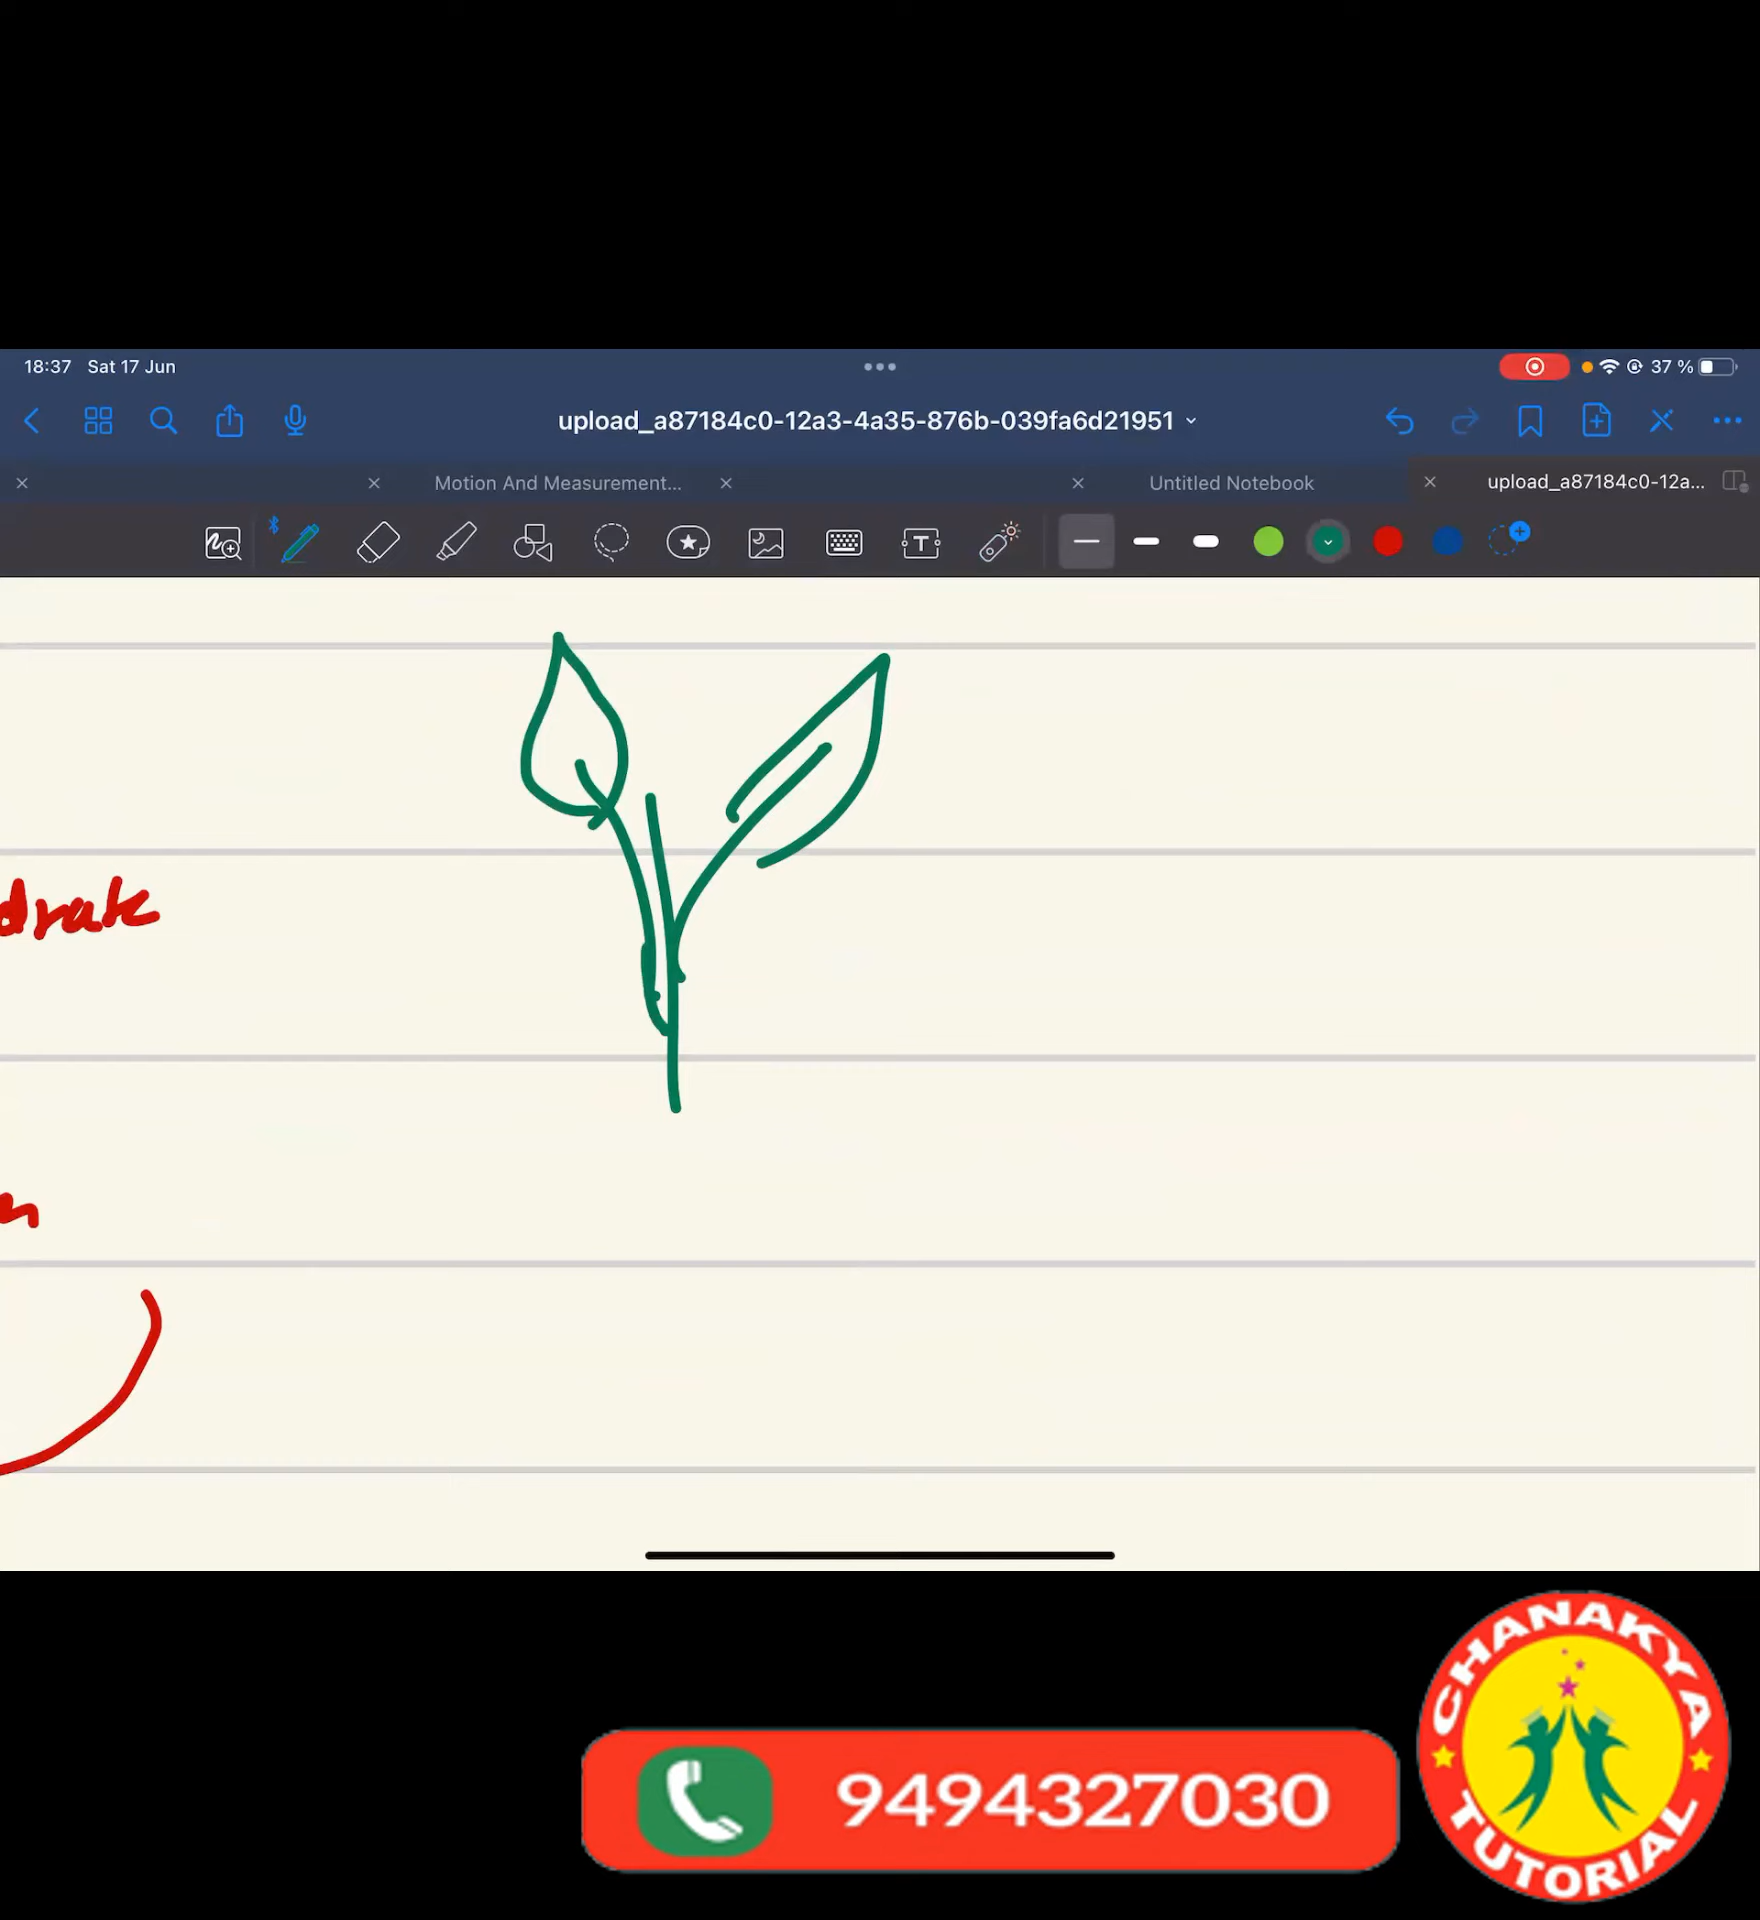 18:37 Sat 17 Jun
37 %
upload_a87184c0-12a3-4a35-876b-039fa6d21951
Motion And Measurement...
Untitled Notebook
upload_a87184c0-12a...
drate
CHANAKYA
TUTORIAL
9494327030